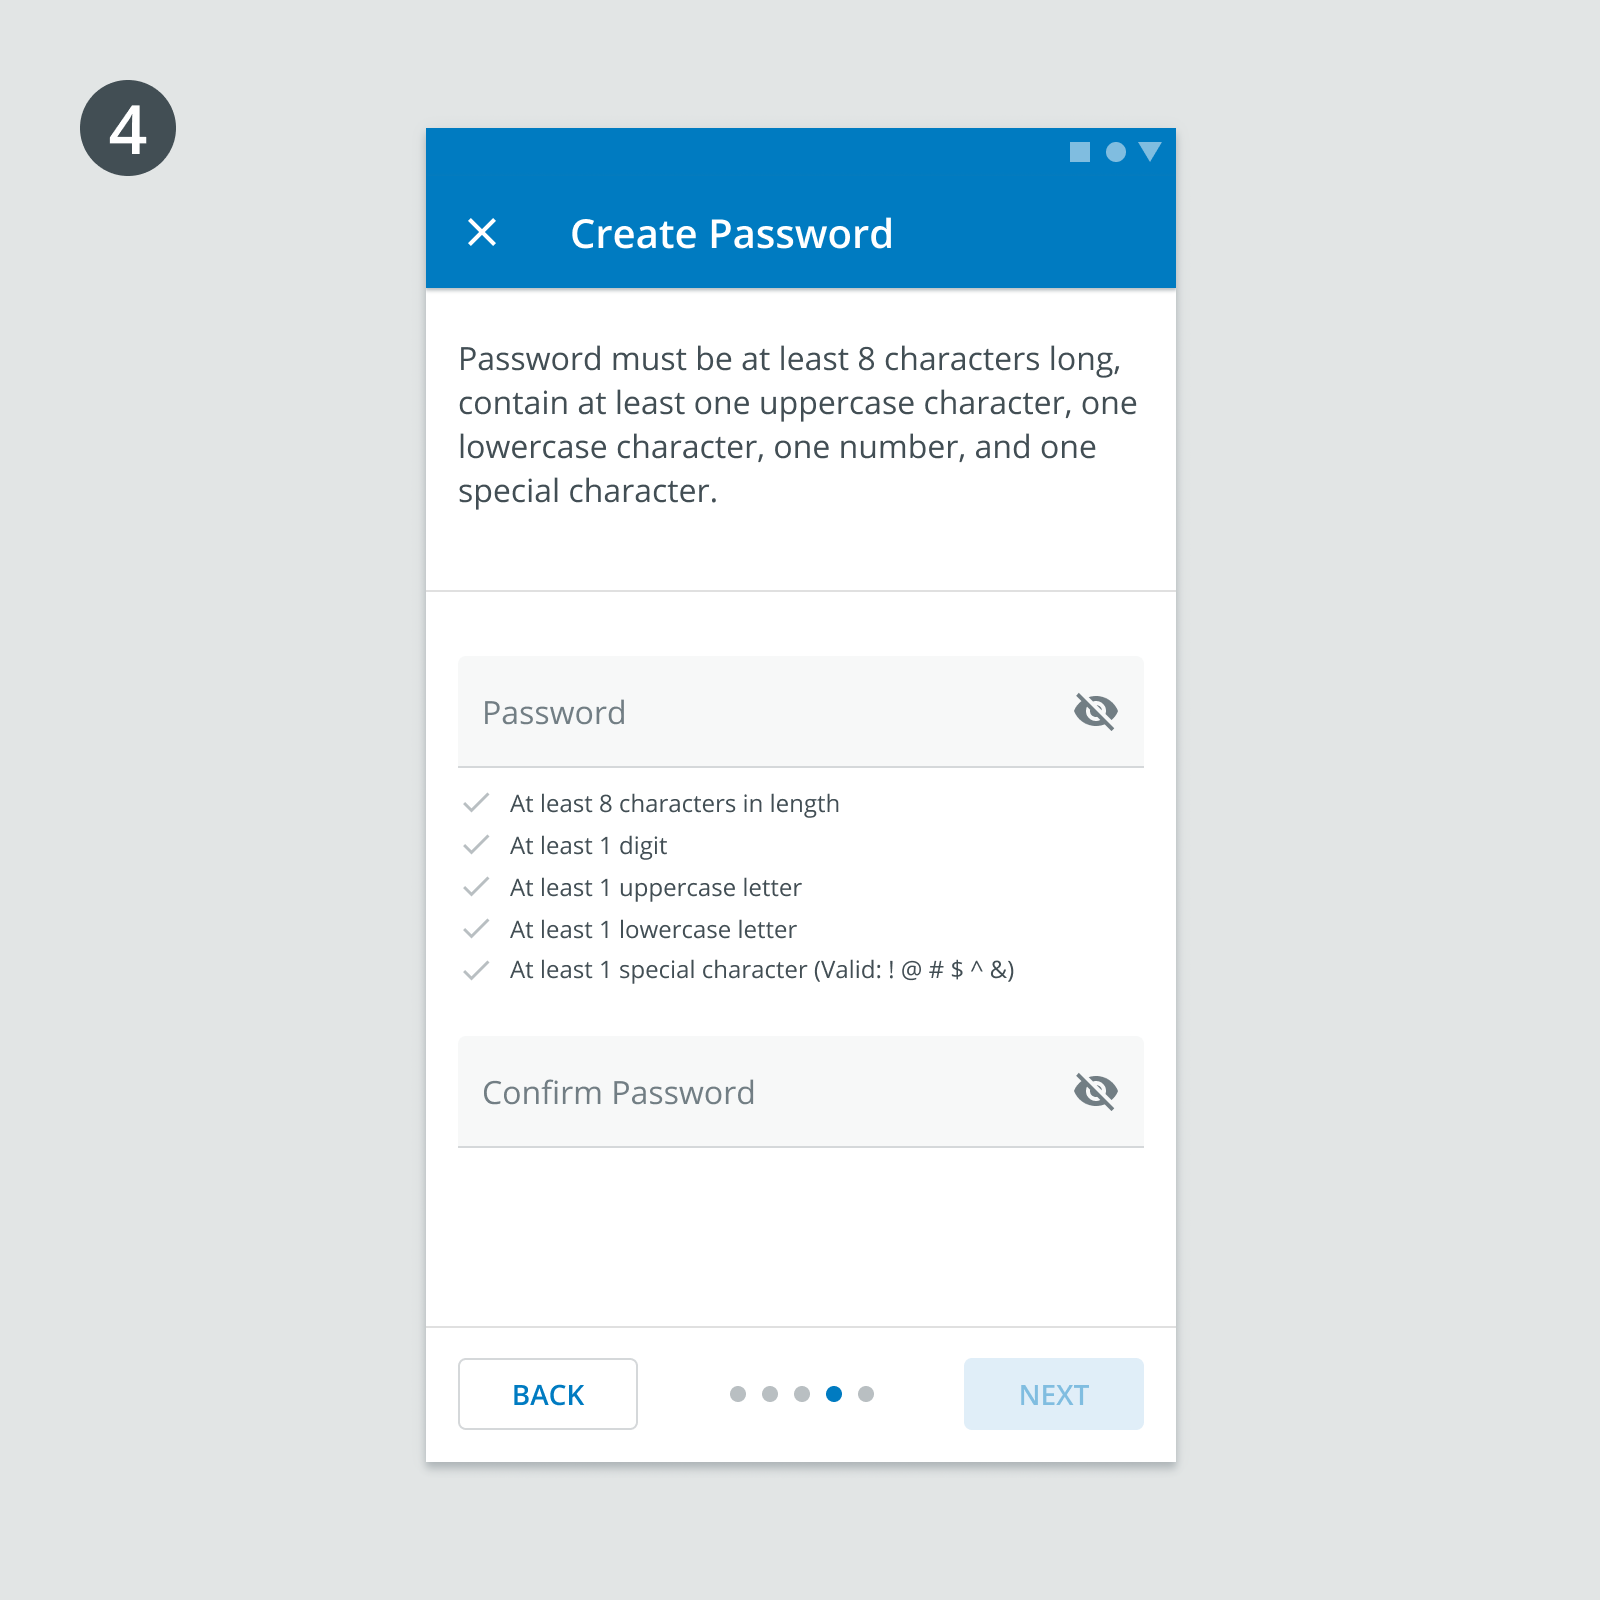 4
Create Password
Password must be at least 8 characters long,
contain at least one uppercase character, one
lowercase character, one number, and one
special character.
Password
At least 8 characters in length
At least 1 digit
At least 1 uppercase letter
At least 1 lowercase letter
At least 1 special character (Valid: ! @ # $ ^ &)
Confirm Password
BACK
NEXT